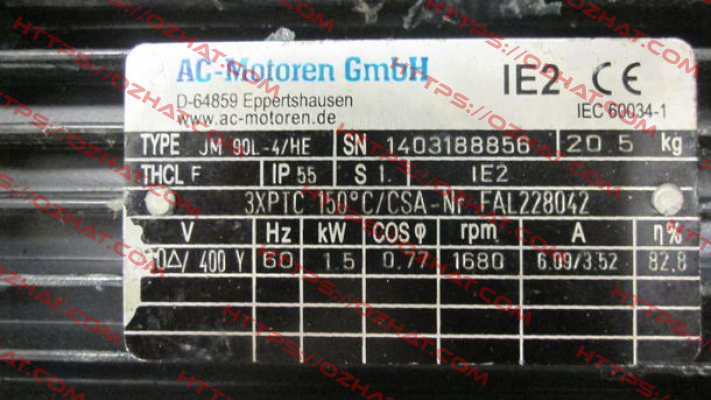 AC-Motoren GmbH
IE2 CE
D-64859 Eppertshausen
www.ac-motoren.de
IEC 60034-1
TYPE JM 90L-4/HE SN 1403188856 20.5 kg
THCL F IP 55 S 1. IE2
3XPTC 150°C/CSA-Nr FAL228042
V Hz kW COS φ rpm A η%
0△/ 400 Y 60 1.5 0.77 1680 6.09/3.52 82.8
HTTPS://OZHAT.COM